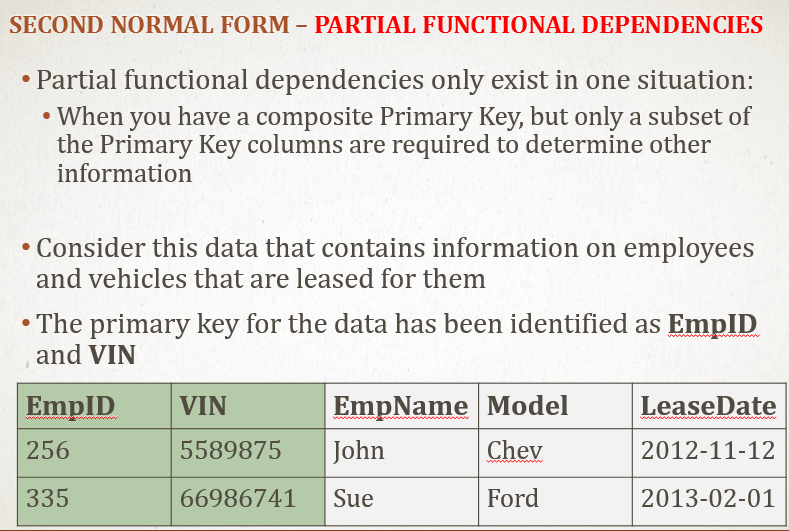 SECOND NORMAL FORM – PARTIAL FUNCTIONAL DEPENDENCIES
• Partial functional dependencies only exist in one situation:
• When you have a composite Primary Key, but only a subset of
the Primary Key columns are required to determine other
information
• Consider this data that contains information on employees
and vehicles that are leased for them
• The primary key for the data has been identified as EmpID
and VIN
EmpID VIN EmpName Model LeaseDate
256 5589875 John Chev 2012-11-12
335 66986741 Sue Ford 2013-02-01